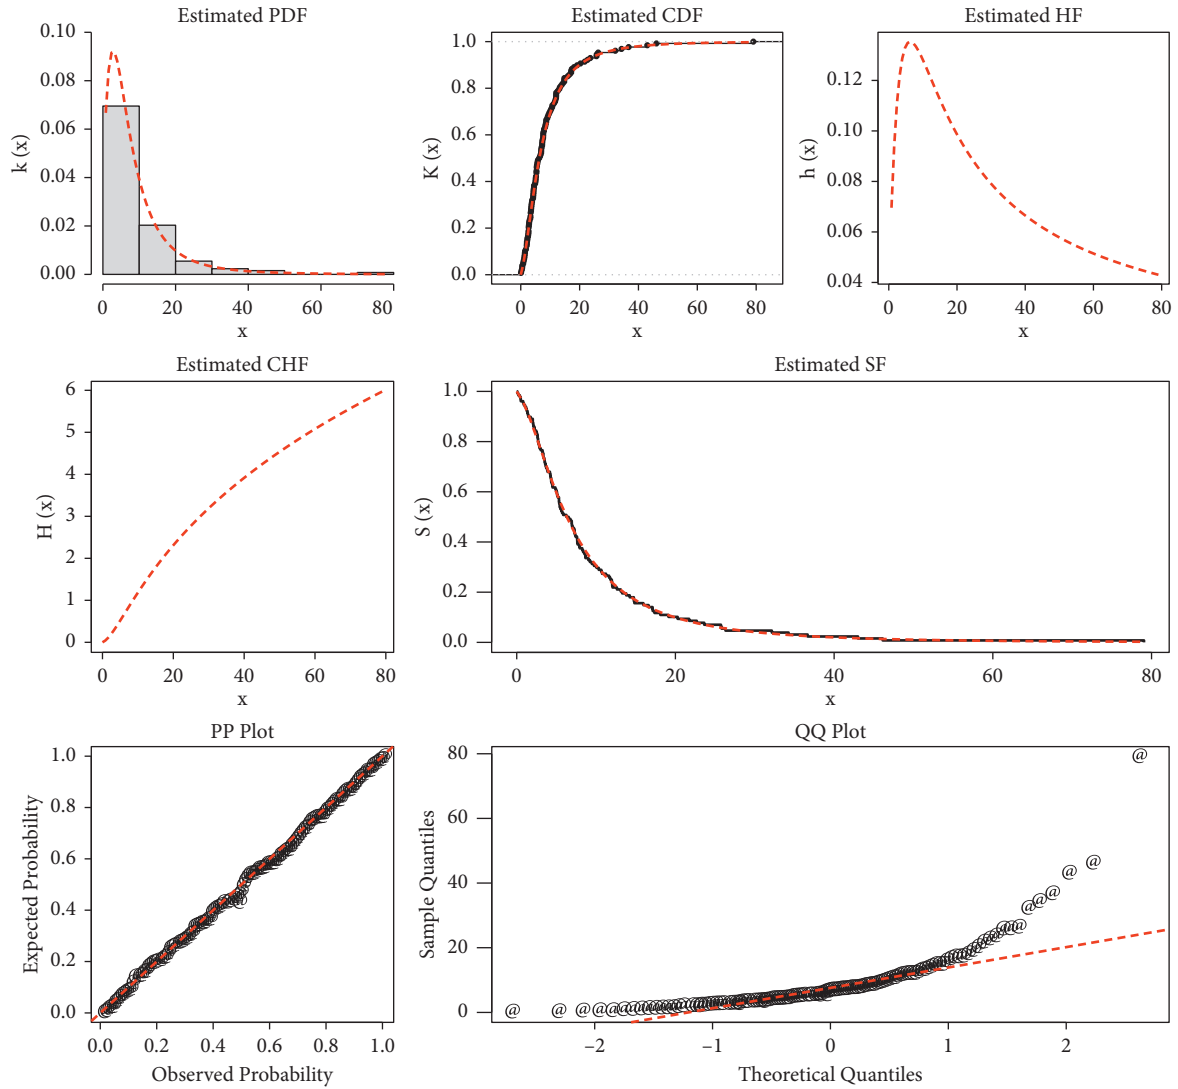 Estimated PDF
0.10
0.08
0.06
0.04
0.02
0.00
k (x)
0 20 40 60 80
x
Estimated CDF
1.0
0.8
0.6
0.4
0.2
0.0
K (x)
0 20 40 60 80
x
Estimated HF
0.12
0.10
0.08
0.06
0.04
h (x)
0 20 40 60 80
x
Estimated CHF
6
5
4
3
2
1
0
H (x)
0 20 40 60 80
x
Estimated SF
1.0
0.8
0.6
0.4
0.2
0.0
S (x)
0 20 40 60 80
x
PP Plot
1.0
0.8
0.6
0.4
0.2
0.0
Expected Probability
0.0 0.2 0.4 0.6 0.8 1.0
Observed Probability
QQ Plot
80
60
40
20
0
Sample Quantiles
–2 –1 0 1 2
Theoretical Quantiles